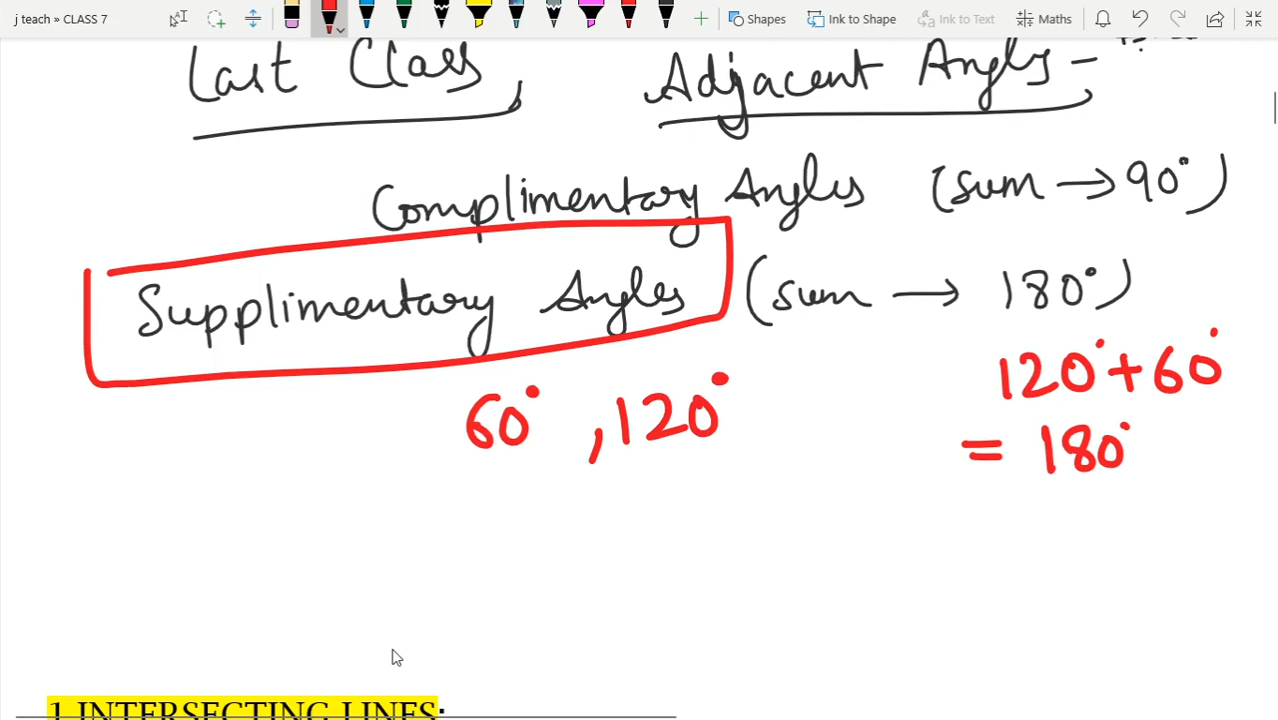 j teach » CLASS 7
Shapes Ink to Shape Ink to Text Maths
Last Class, Adjacent Angles -
Complimentary Angles (sum → 90°)
Supplimentary Angles (sum → 180°)
60°, 120°
120° + 60°
= 180°
1.INTERSECTING LINES: